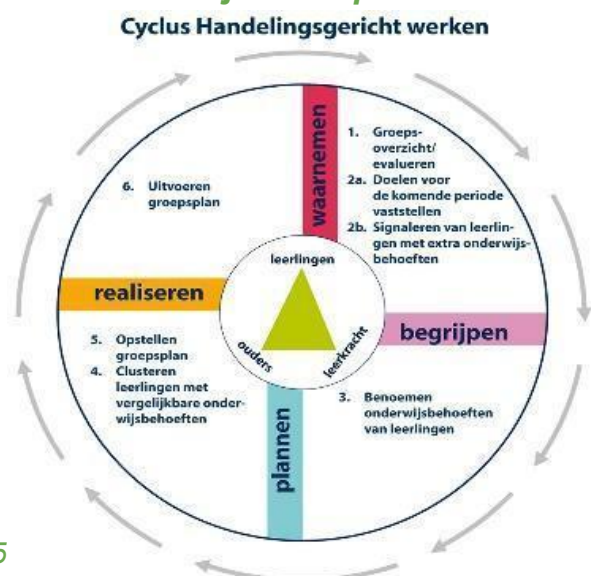 Cyclus Handelingsgericht werken
waarnemen
1. Groeps-
overzicht/
evalueren
2a. Doelen voor
de komende periode
vaststellen
2b. Signaleren van leerlin-
gen met extra onderwijs-
behoeften
begrijpen
3. Benoemen
onderwijsbehoeften
van leerlingen
plannen
5. Opstellen
groepsplan
4. Clusteren
leerlingen met
vergelijkbare onder-
wijsbehoeften
realiseren
6. Uitvoeren
groepsplan
leerlingen
ouders
leerkracht